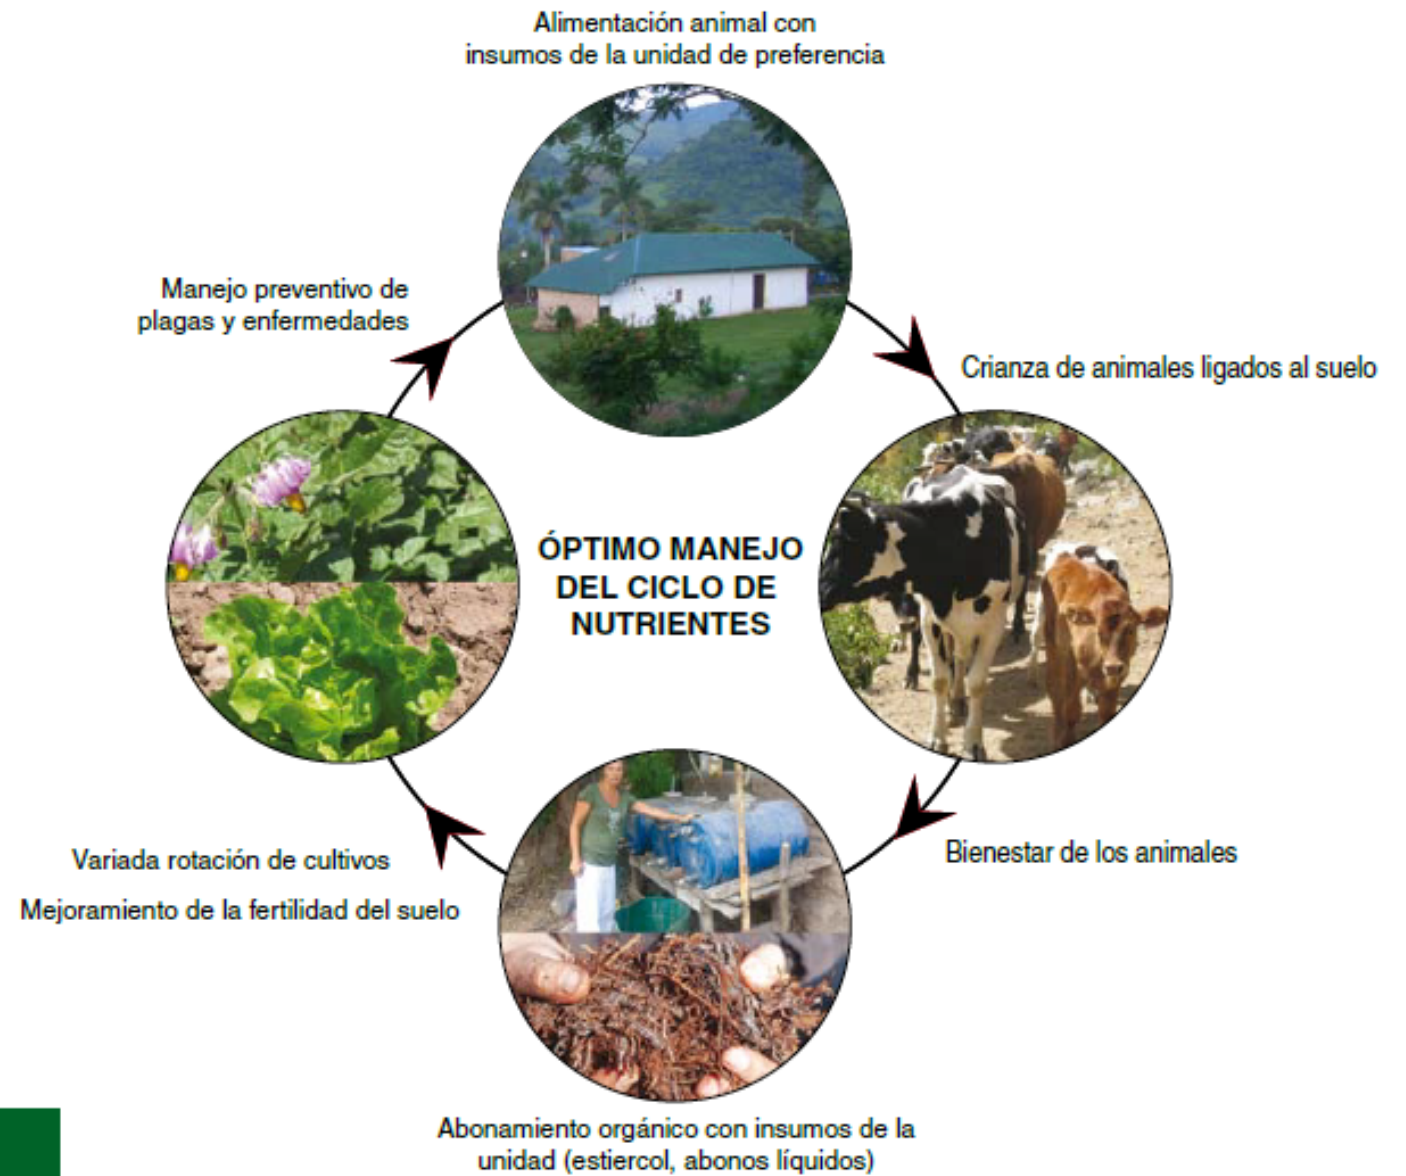 Alimentación animal con
insumos de la unidad de preferencia
Manejo preventivo de
plagas y enfermedades
Crianza de animales ligados al suelo
ÓPTIMO MANEJO
DEL CICLO DE
NUTRIENTES
Variada rotación de cultivos
Mejoramiento de la fertilidad del suelo
Bienestar de los animales
Abonamiento orgánico con insumos de la
unidad (estiercol, abonos líquidos)